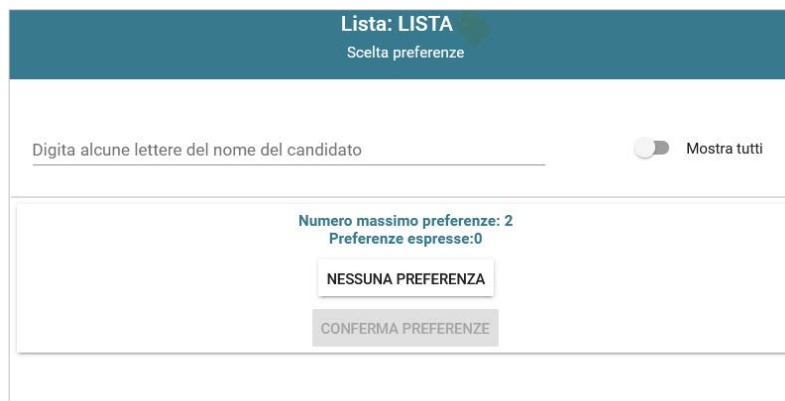 Lista: LISTA
Scelta preferenze
Digita alcune lettere del nome del candidato
Mostra tutti
Numero massimo preferenze: 2
Preferenze espresse:0
NESSUNA PREFERENZA
CONFERMA PREFERENZE